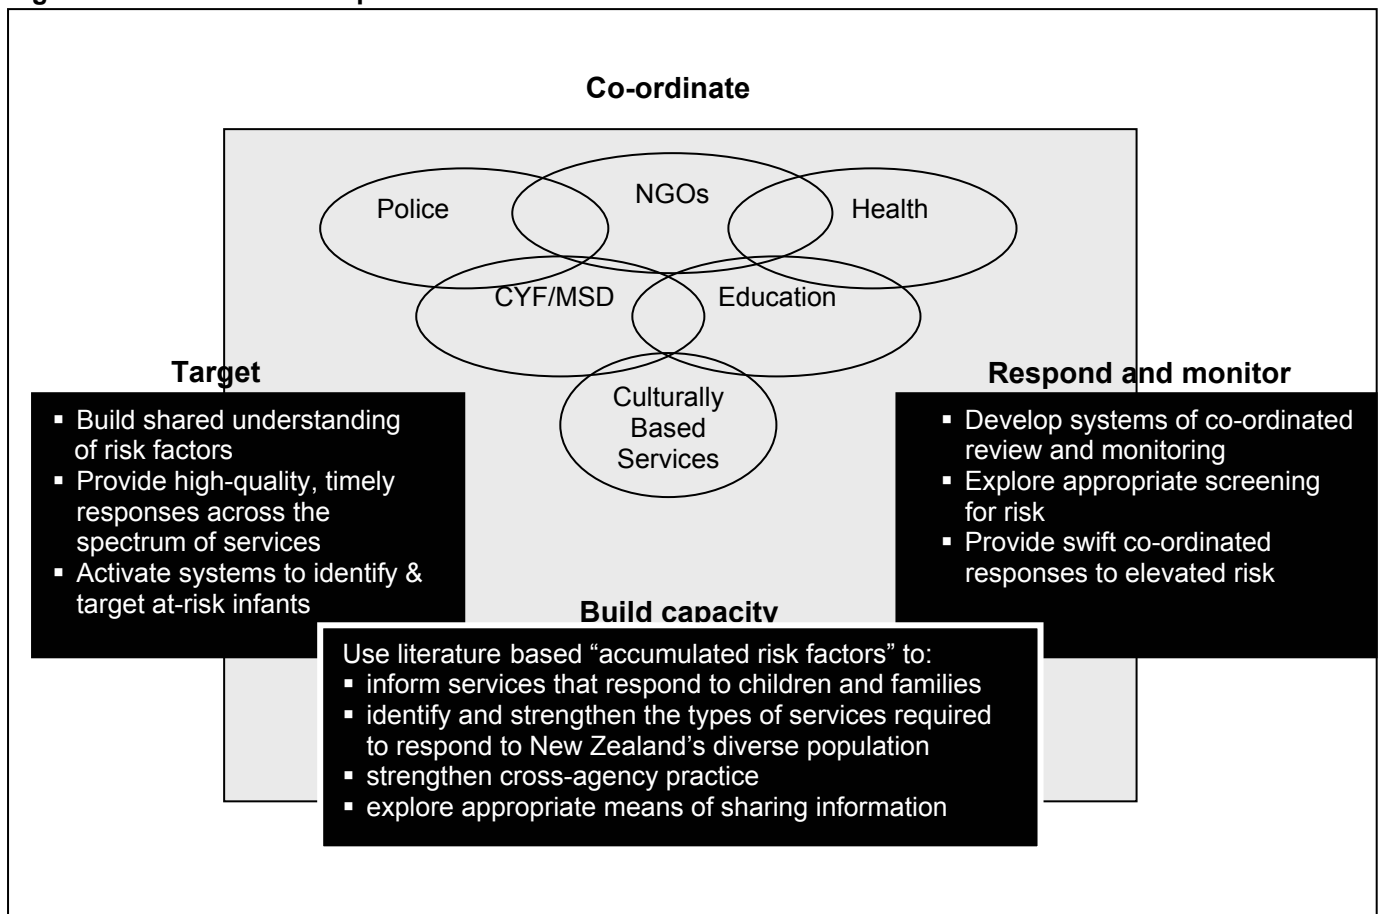 Co-ordinate
Police
NGOs
Health
CYF/MSD
Education
Culturally
Based
Services
Target
▪ Build shared understanding
of risk factors
▪ Provide high-quality, timely
responses across the
spectrum of services
▪ Activate systems to identify &
target at-risk infants
Respond and monitor
▪ Develop systems of co-ordinated
review and monitoring
▪ Explore appropriate screening
for risk
▪ Provide swift co-ordinated
responses to elevated risk
Build capacity
Use literature based “accumulated risk factors” to:
▪ inform services that respond to children and families
▪ identify and strengthen the types of services required
to respond to New Zealand’s diverse population
▪ strengthen cross-agency practice
▪ explore appropriate means of sharing information